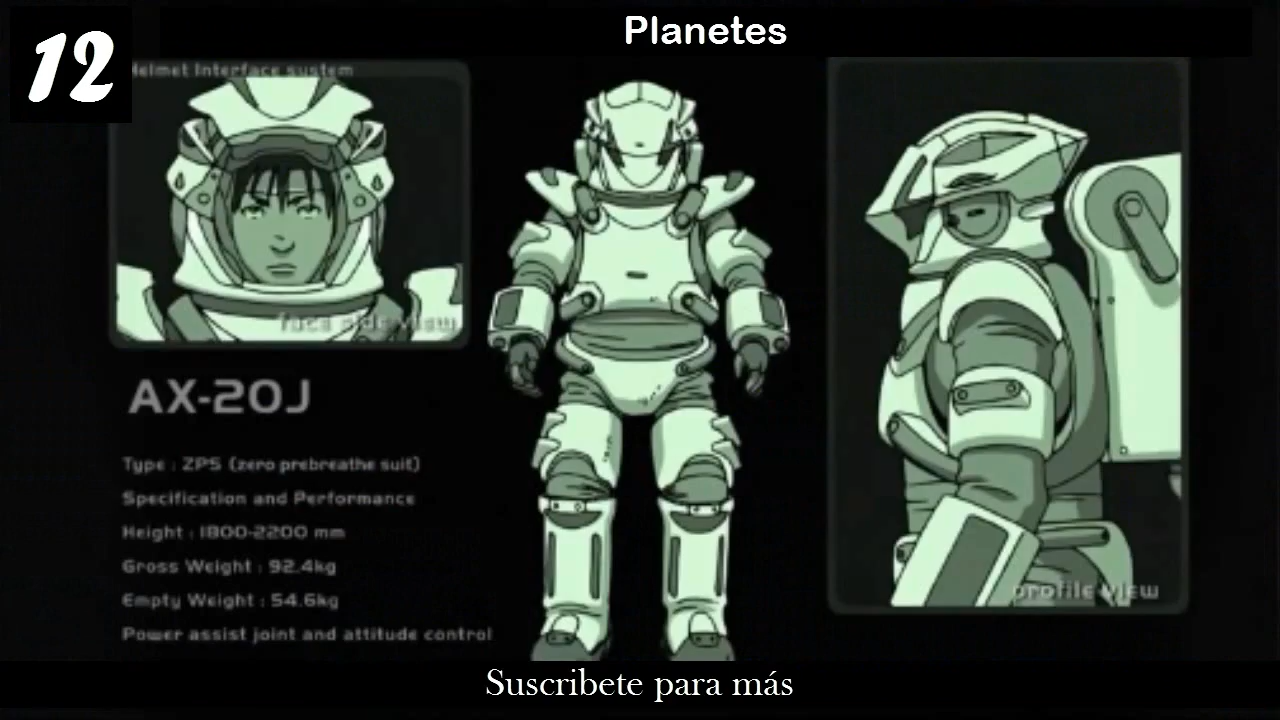 12
Planetes
Helmet Interface system
face side view
AX-20J
Type : ZPS (zero prebreathe suit)
Specification and Performance
Height : 1800-2200 mm
Gross Weight : 92.4kg
Empty Weight : 54.6kg
Power assist joint and attitude control
profile view
Suscribete para más